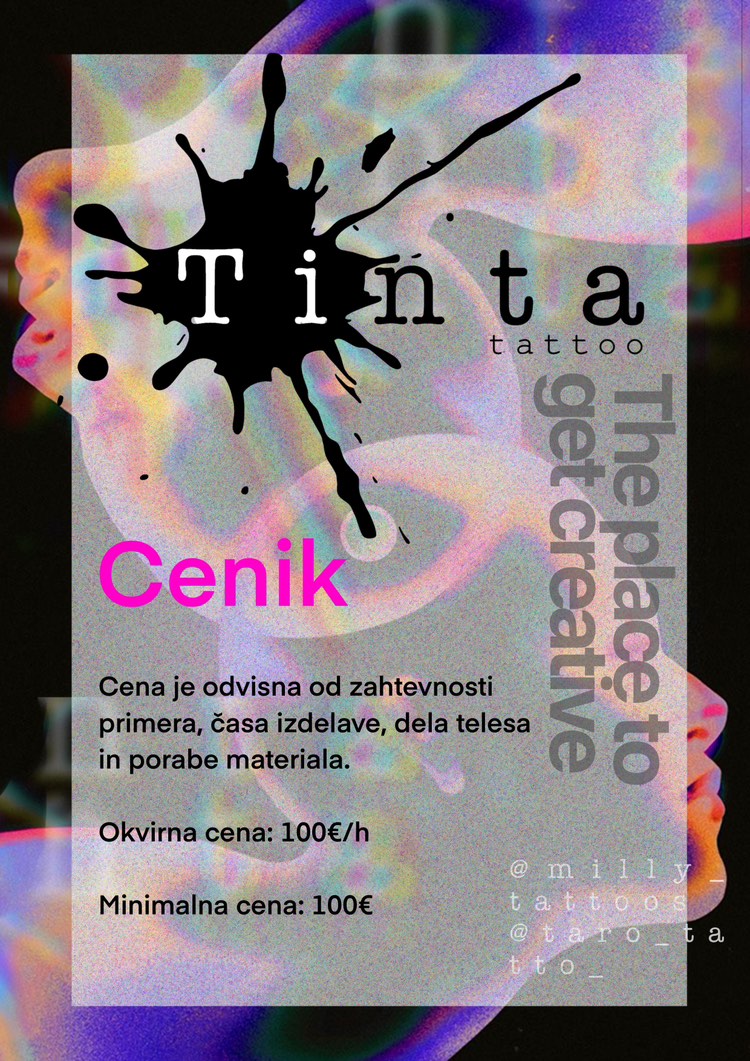 Tinta
tattoo
The place to
get creative
Cenik
Cena je odvisna od zahtevnosti
primera, časa izdelave, dela telesa
in porabe materiala.
Okvirna cena: 100€/h
Minimalna cena: 100€
@milly_
tattoos
@taro_ta
tto_